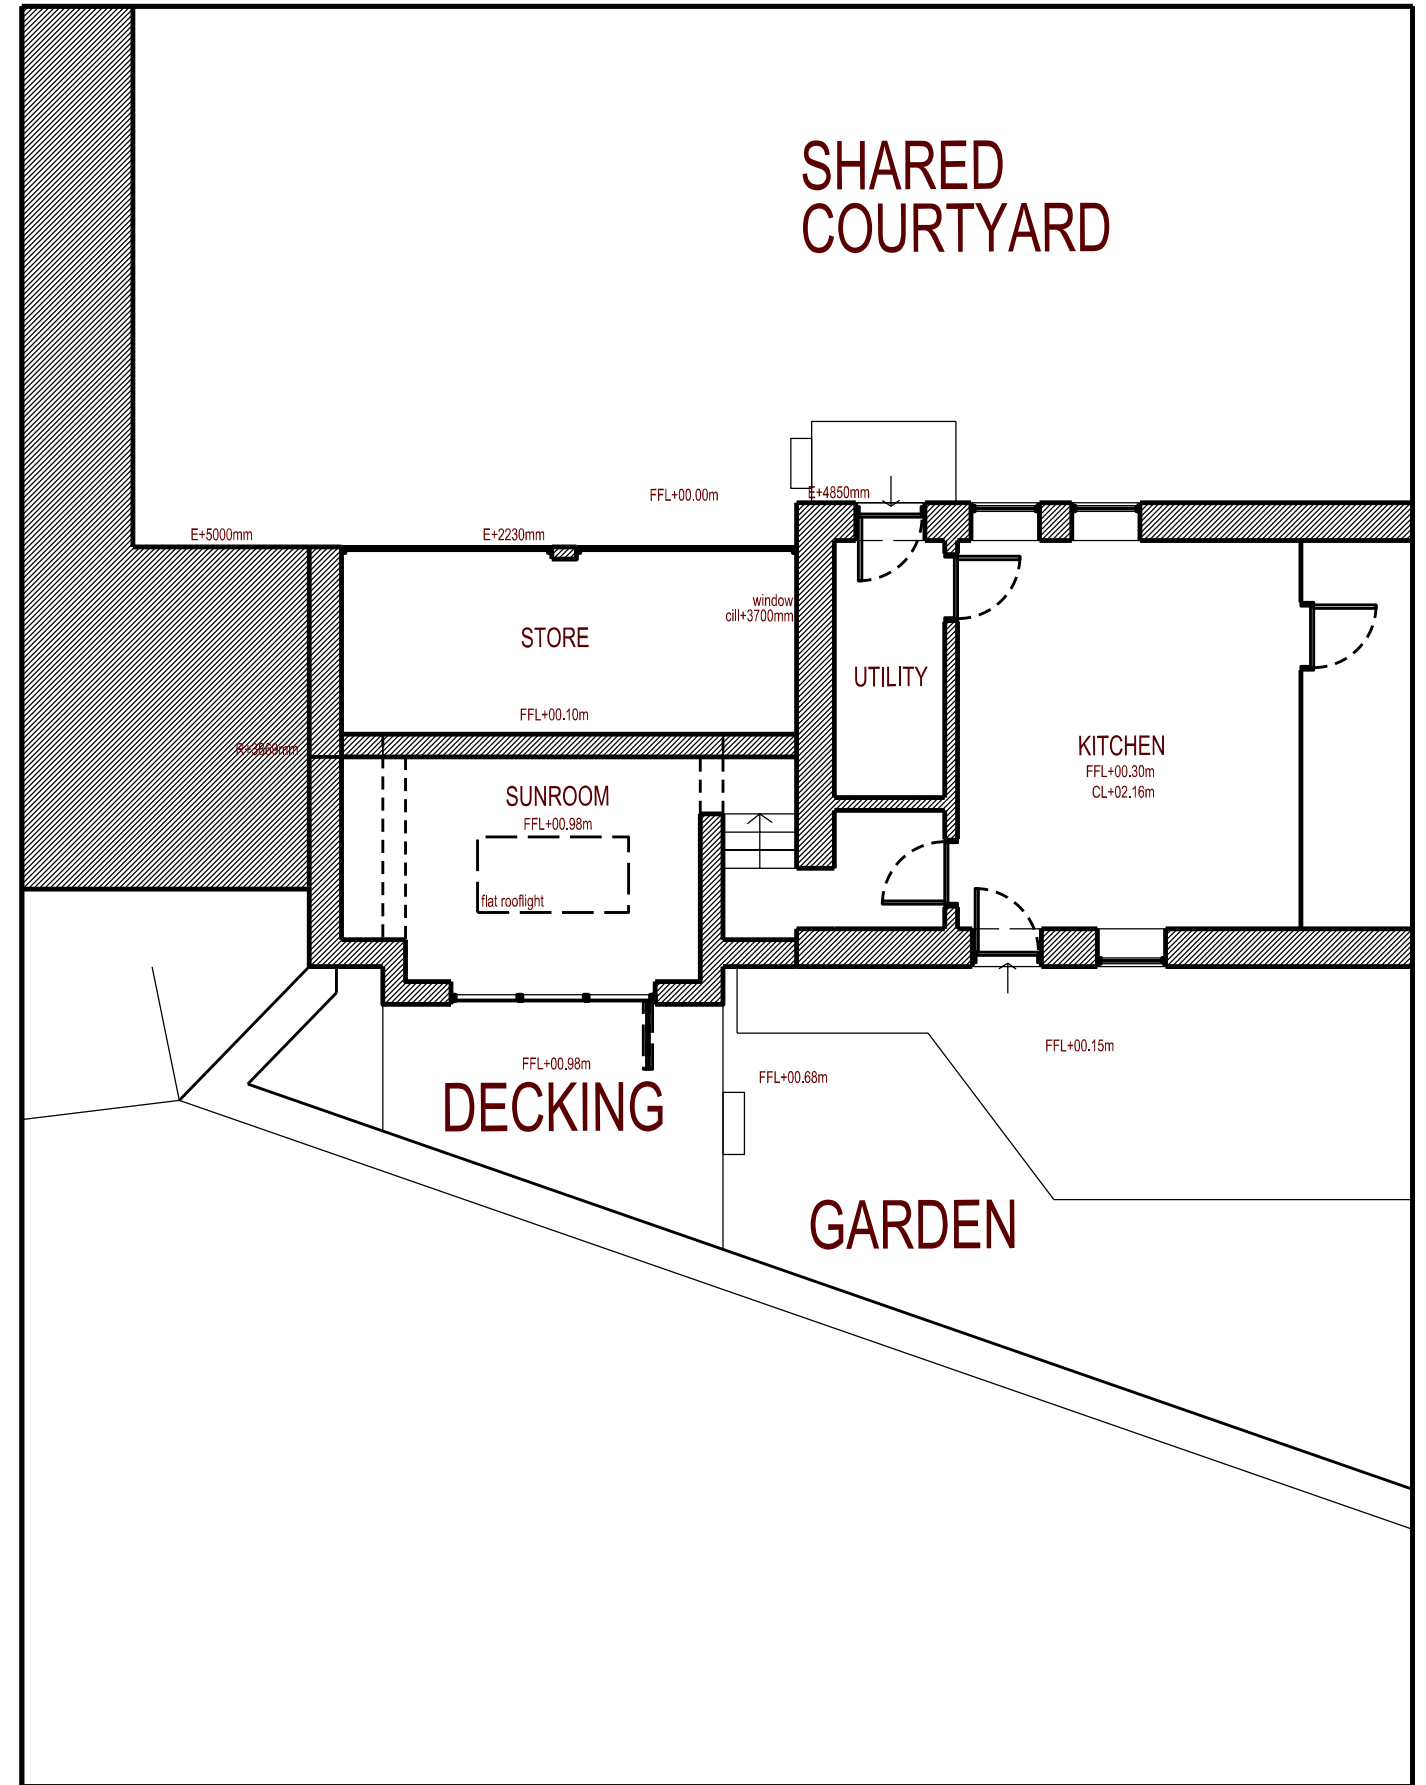 SHARED
COURTYARD
FFL+00.00m
E+4850mm
E+5000mm
E+2230mm
window
cill+3700mm
STORE
UTILITY
FFL+00.10m
R+3869mm
KITCHEN
FFL+00.30m
CL+02.16m
SUNROOM
FFL+00.98m
flat rooflight
FFL+00.98m
DECKING
FFL+00.68m
FFL+00.15m
GARDEN